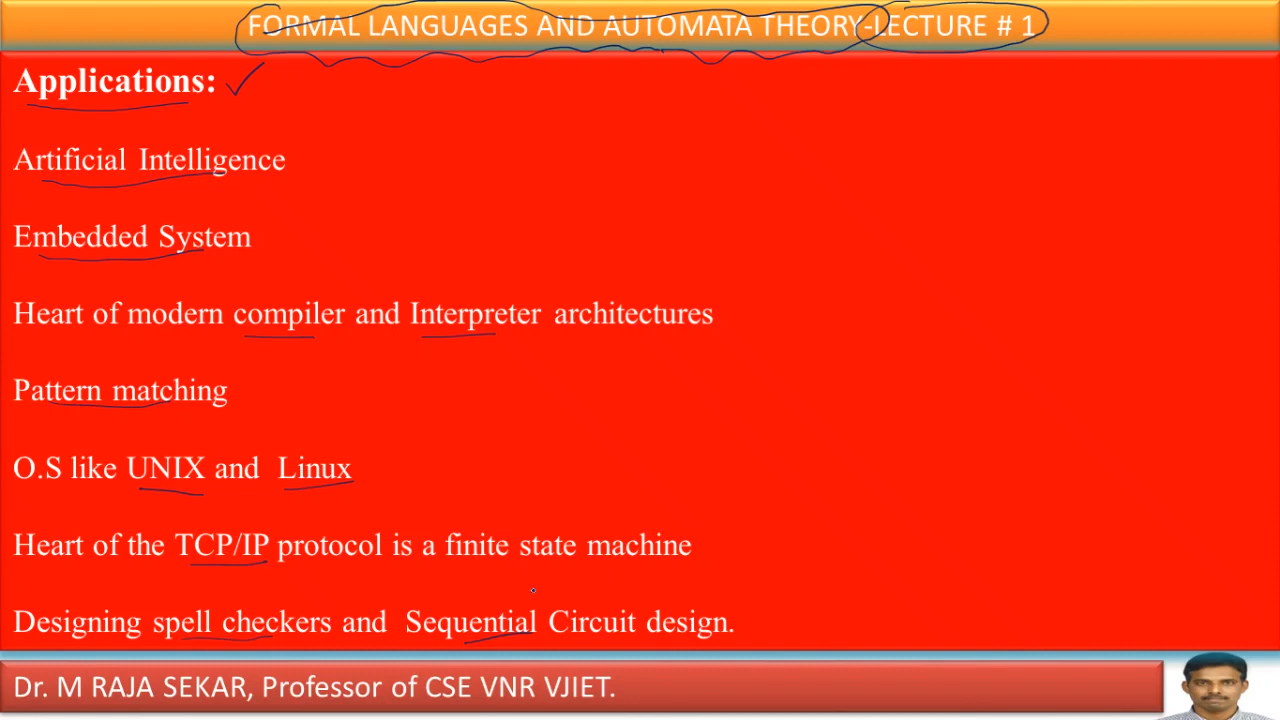 FORMAL LANGUAGES AND AUTOMATA THEORY-LECTURE # 1
Applications:
Artificial Intelligence
Embedded System
Heart of modern compiler and Interpreter architectures
Pattern matching
O.S like UNIX and Linux
Heart of the TCP/IP protocol is a finite state machine
Designing spell checkers and Sequential Circuit design.
Dr. M RAJA SEKAR, Professor of CSE VNR VJIET.